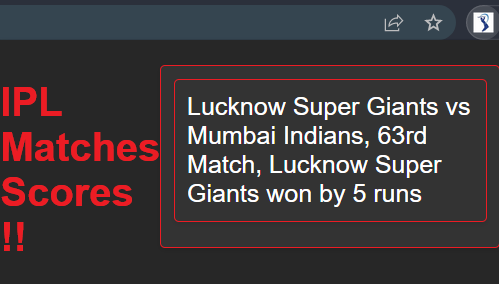 IPL
Matches
Scores
!!
Lucknow Super Giants vs
Mumbai Indians, 63rd
Match, Lucknow Super
Giants won by 5 runs